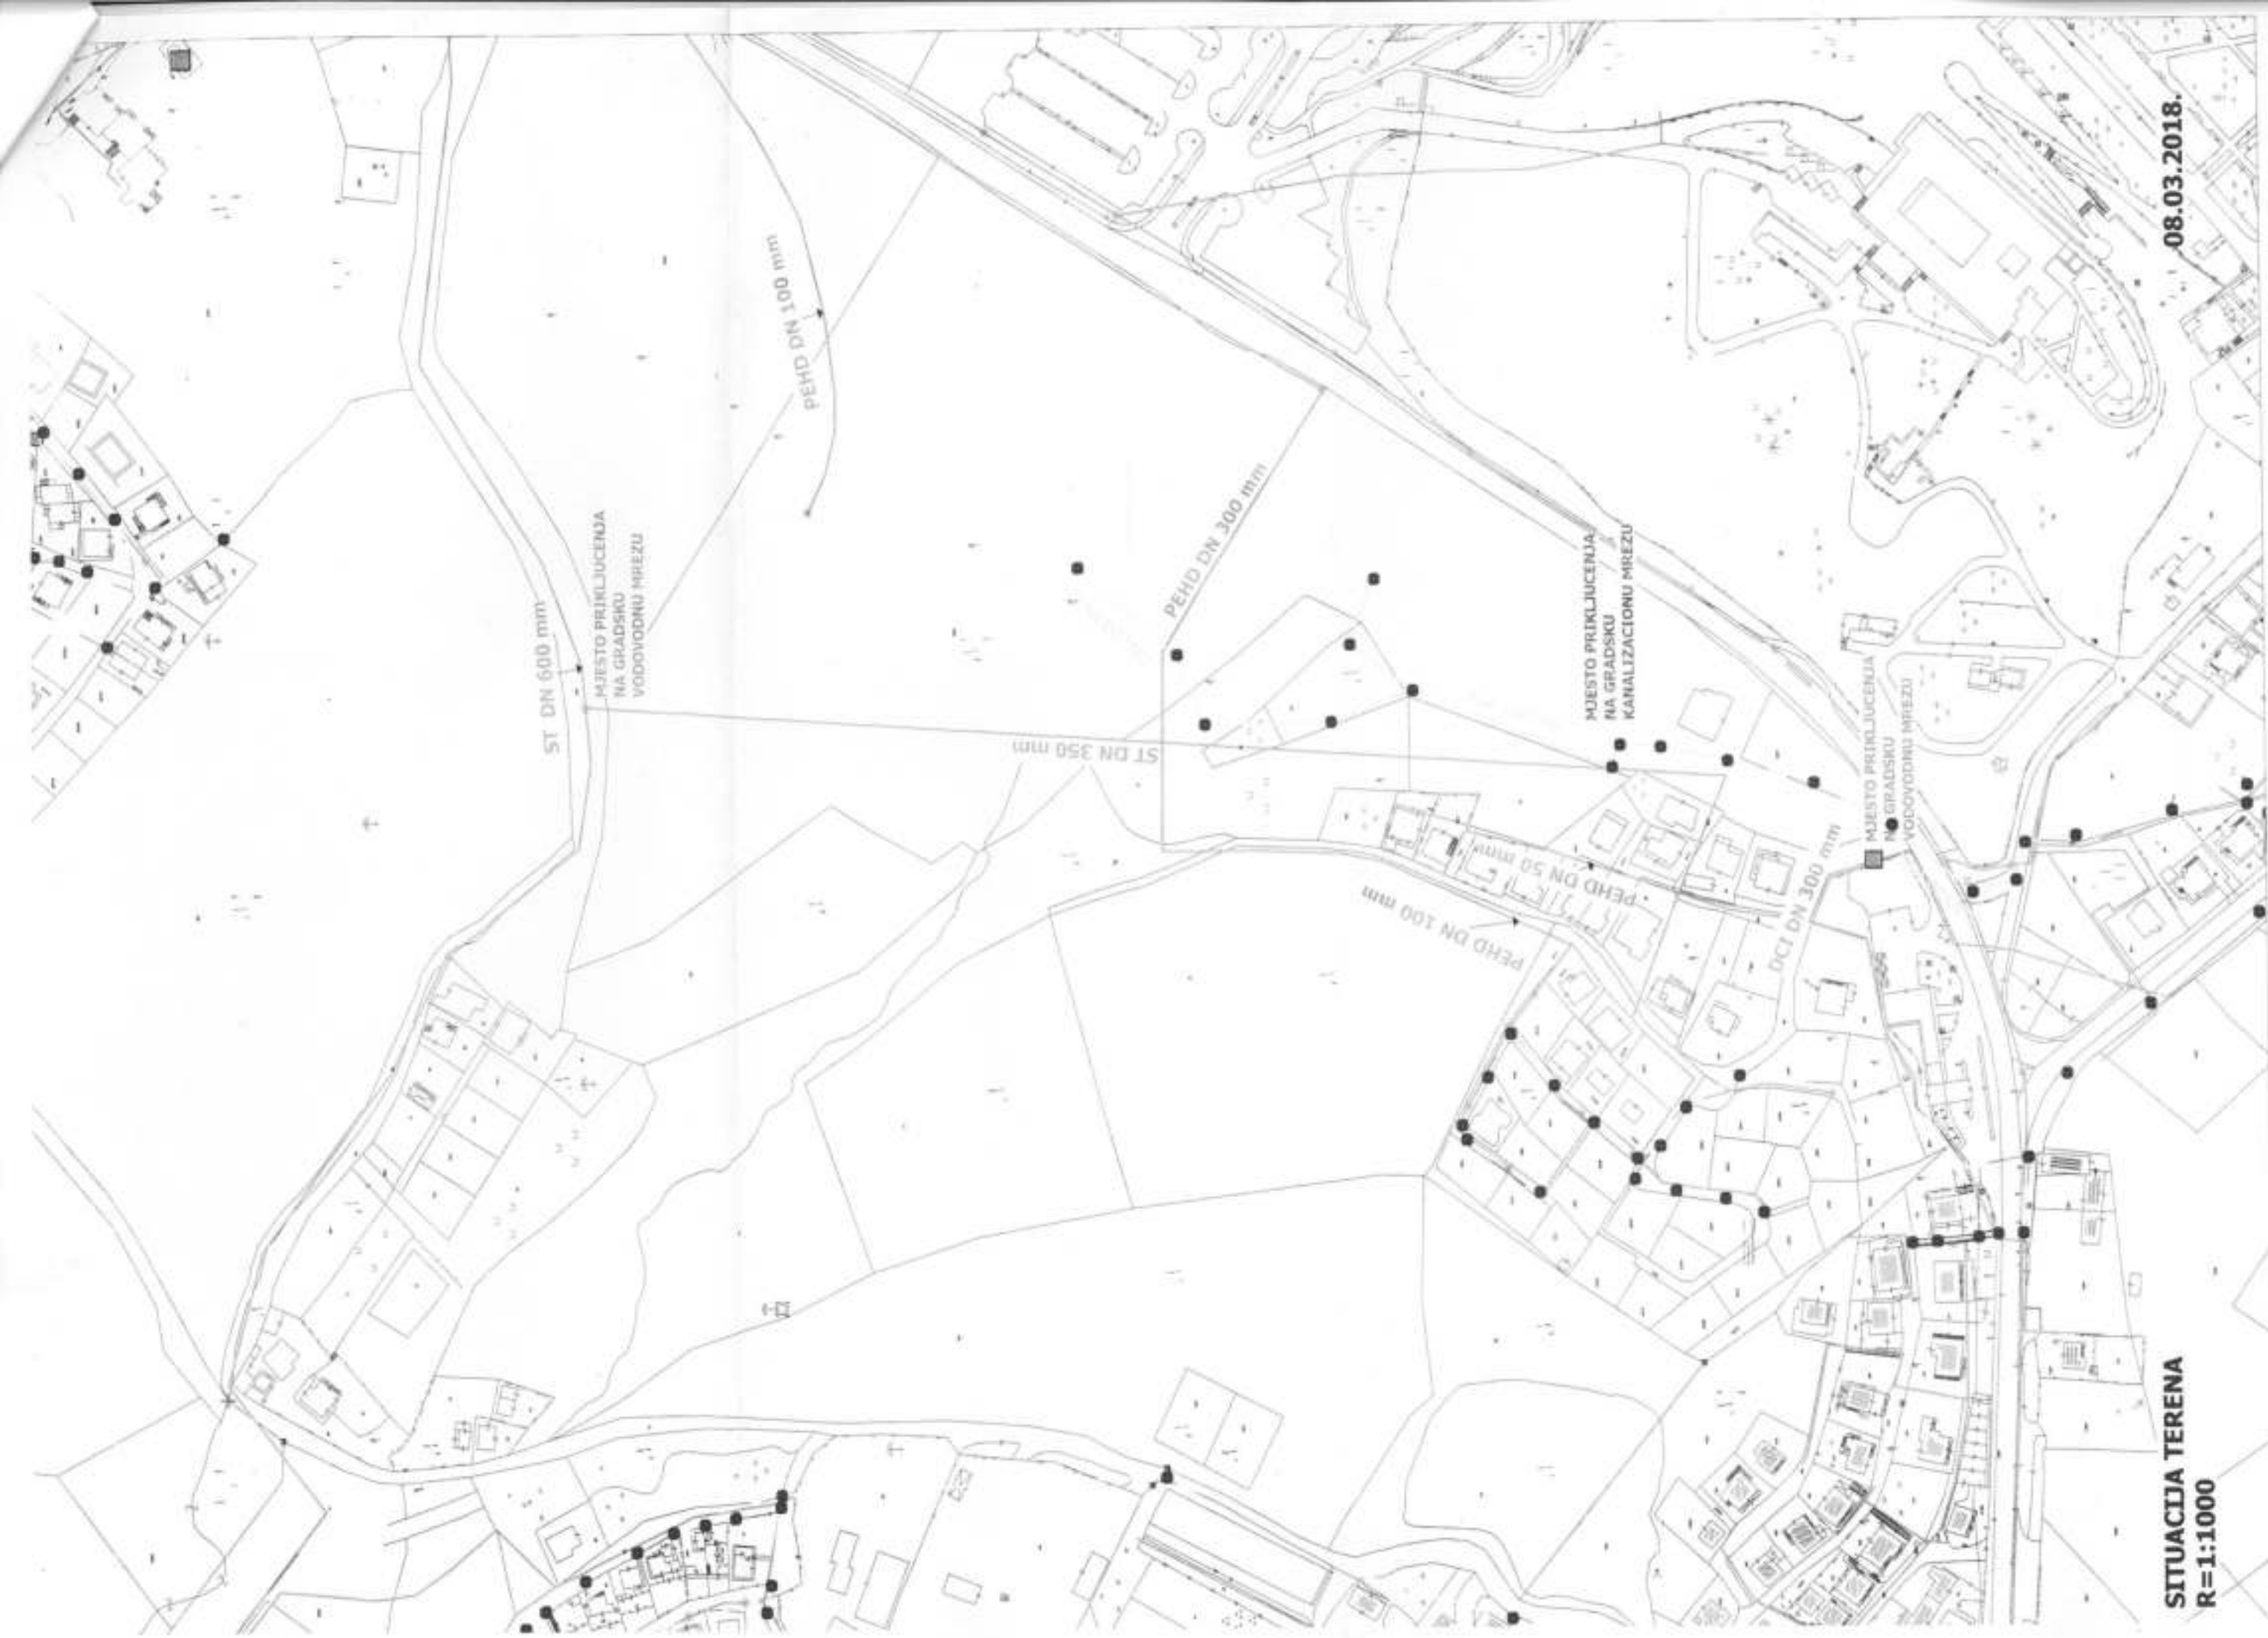 08.03.2018.
PEHD DN 100 mm
PEHD DN 300 mm
ST DN 600 mm
MJESTO PRIKLJUCENJA
NA GRADSKU
VODOVODNU MREZU
ST DN 350 mm
MJESTO PRIKLJUCENJA
NA GRADSKU
KANALIZACIONU MREZU
MJESTO PRIKLJUCENJA
NA GRADSKU
VODOVODNU MREZU
PEHD DN 50 mm
PEHD DN 100 mm
DCI DN 300 mm
SITUACIJA TERENA
R=1:1000